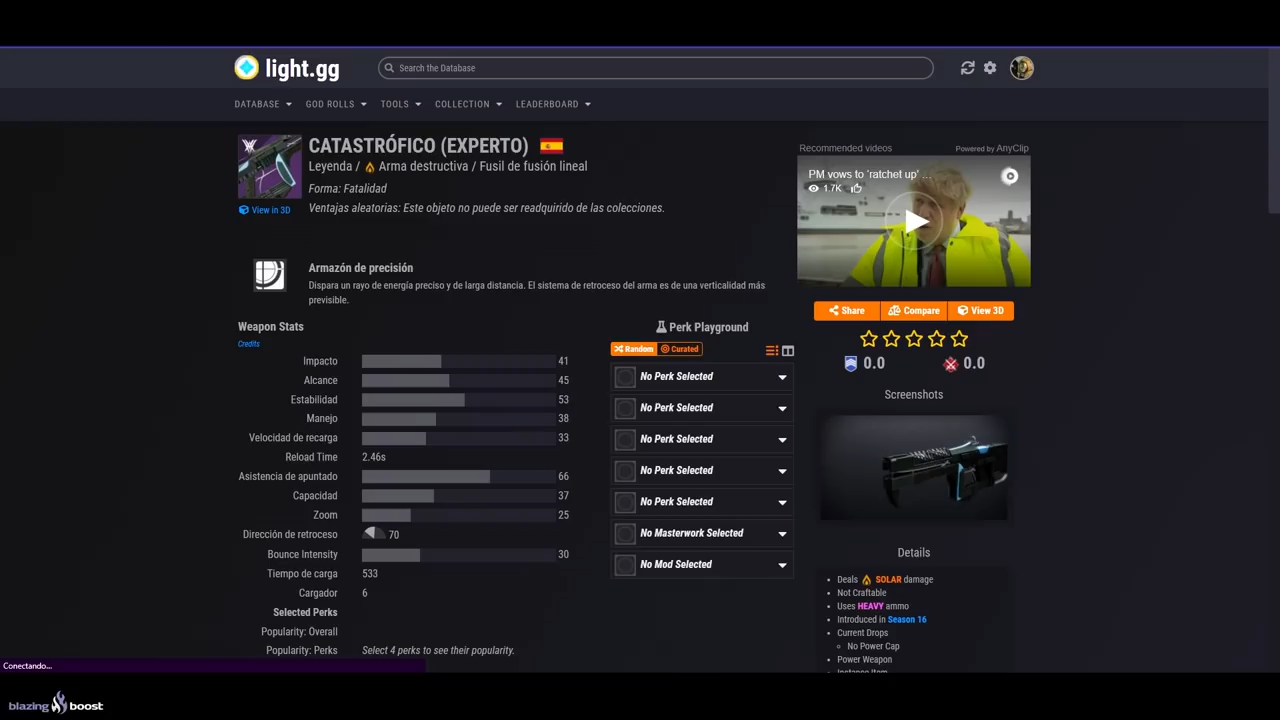 light.gg
Search the Database
DATABASE
GOD ROLLS
TOOLS
COLLECTION
LEADERBOARD
CATASTRÓFICO (EXPERTO)
Leyenda / Arma destructiva / Fusil de fusión lineal
Forma: Fatalidad
View in 3D
Ventajas aleatorias: Este objeto no puede ser readquirido de las colecciones.
Armazón de precisión
Dispara un rayo de energía preciso y de larga distancia. El sistema de retroceso del arma es de una verticalidad más
previsible.
Weapon Stats
Credits
Impacto 41
Alcance 45
Estabilidad 53
Manejo 38
Velocidad de recarga 33
Reload Time 2.46s
Asistencia de apuntado 66
Capacidad 37
Zoom 25
Dirección de retroceso 70
Bounce Intensity 30
Tiempo de carga 533
Cargador 6
Selected Perks
Popularity: Overall
Popularity: Perks Select 4 perks to see their popularity.
Perk Playground
Random Curated
No Perk Selected
No Perk Selected
No Perk Selected
No Perk Selected
No Perk Selected
No Masterwork Selected
No Mod Selected
Recommended videos Powered by AnyClip
PM vows to 'ratchet up' ...
1.7K
Share Compare View 3D
0.0 0.0
Screenshots
Details
Deals SOLAR damage
Not Craftable
Uses HEAVY ammo
Introduced in Season 16
Current Drops
No Power Cap
Power Weapon
Instance Item
Conectando...
blazing boost